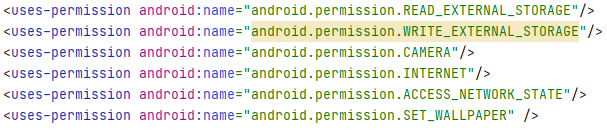 <uses-permission android:name="android.permission.READ_EXTERNAL_STORAGE"/>
<uses-permission android:name="android.permission.WRITE_EXTERNAL_STORAGE"/>
<uses-permission android:name="android.permission.CAMERA"/>
<uses-permission android:name="android.permission.INTERNET"/>
<uses-permission android:name="android.permission.ACCESS_NETWORK_STATE"/>
<uses-permission android:name="android.permission.SET_WALLPAPER" />